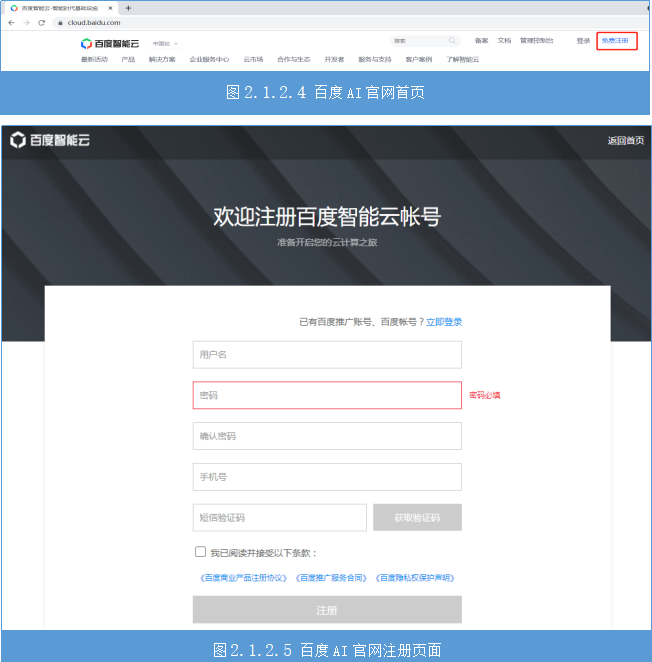 百度智能云-智能时代基础设施
cloud.baidu.com
百度智能云 中国站 搜索 备案 文档 管理控制台 登录 免费注册
最新活动 产品 解决方案 企业服务中心 云市场 合作与生态 开发者 服务与支持 客户案例 了解智能云
图2.1.2.4 百度AI官网首页
百度智能云 返回首页
欢迎注册百度智能云帐号
准备开启您的云计算之旅
已有百度推广账号、百度帐号？立即登录
用户名
密码 密码必填
确认密码
手机号
短信验证码 获取验证码
我已阅读并接受以下条款：
《百度商业产品注册协议》 《百度推广服务合同》 《百度隐私权保护声明》
注册
图2.1.2.5 百度AI官网注册页面